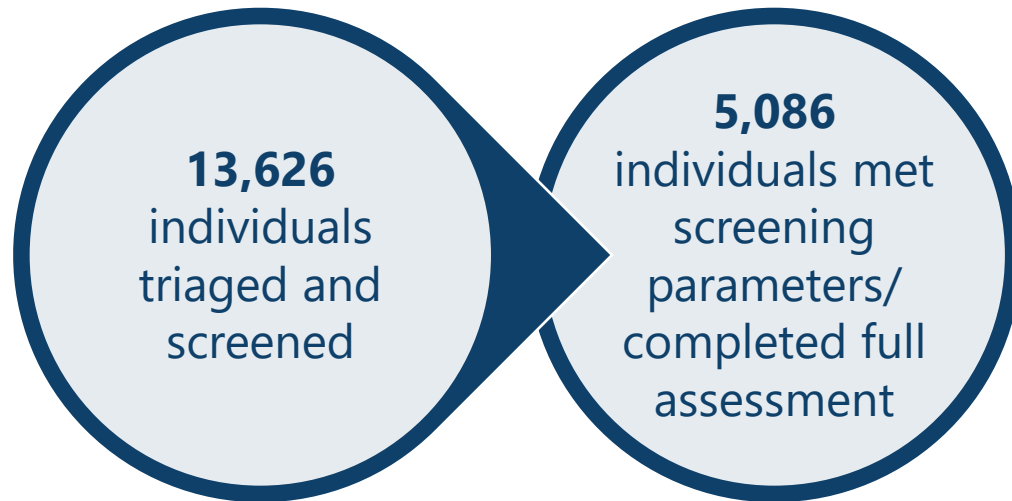 13,626
individuals
triaged and
screened
5,086
individuals met
screening
parameters/
completed full
assessment